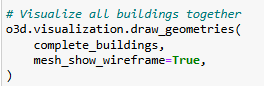 # Visualize all buildings together
o3d.visualization.draw_geometries(
    complete_buildings,
    mesh_show_wireframe=True,
)